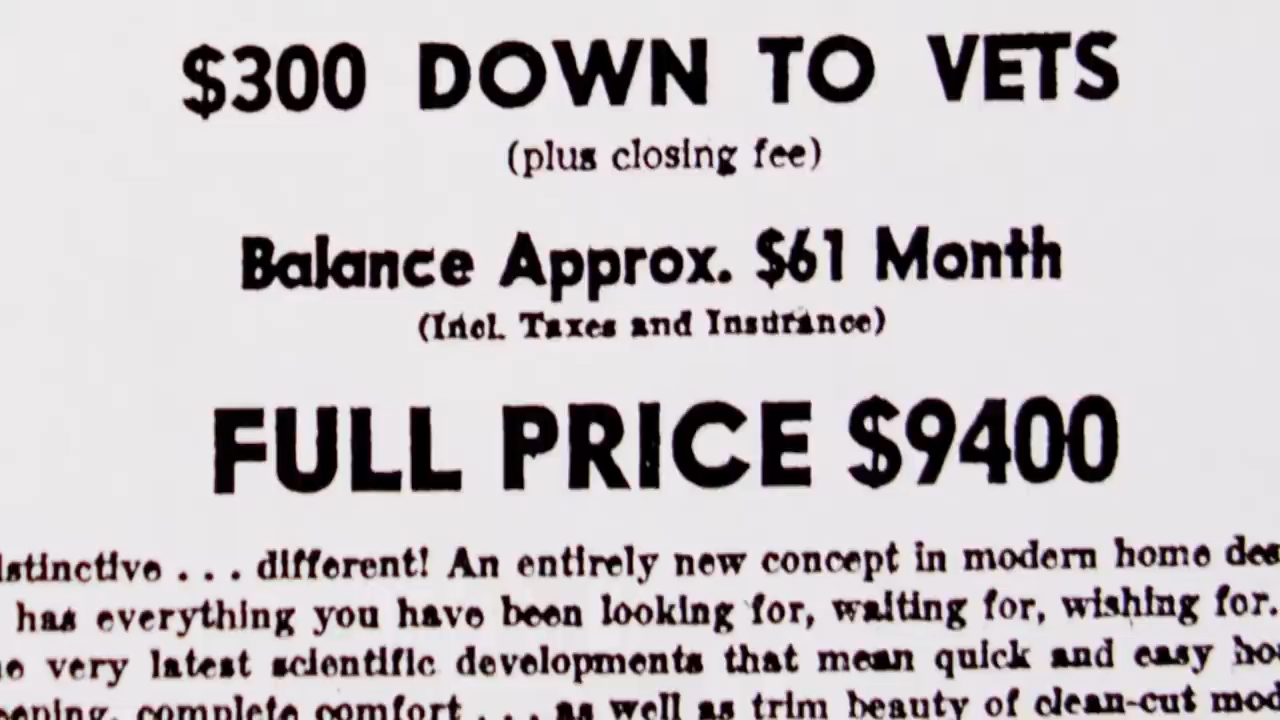 $300 DOWN TO VETS
(plus closing fee)
Balance Approx. $61 Month
(Incl. Taxes and Insurance)
FULL PRICE $9400
. . . different! An entirely new concept in modern home
has everything you have been looking for, waiting for, wishing for.
very latest scientific developments that mean quick and easy
complete comfort . . . as well as trim beauty of clean-cut